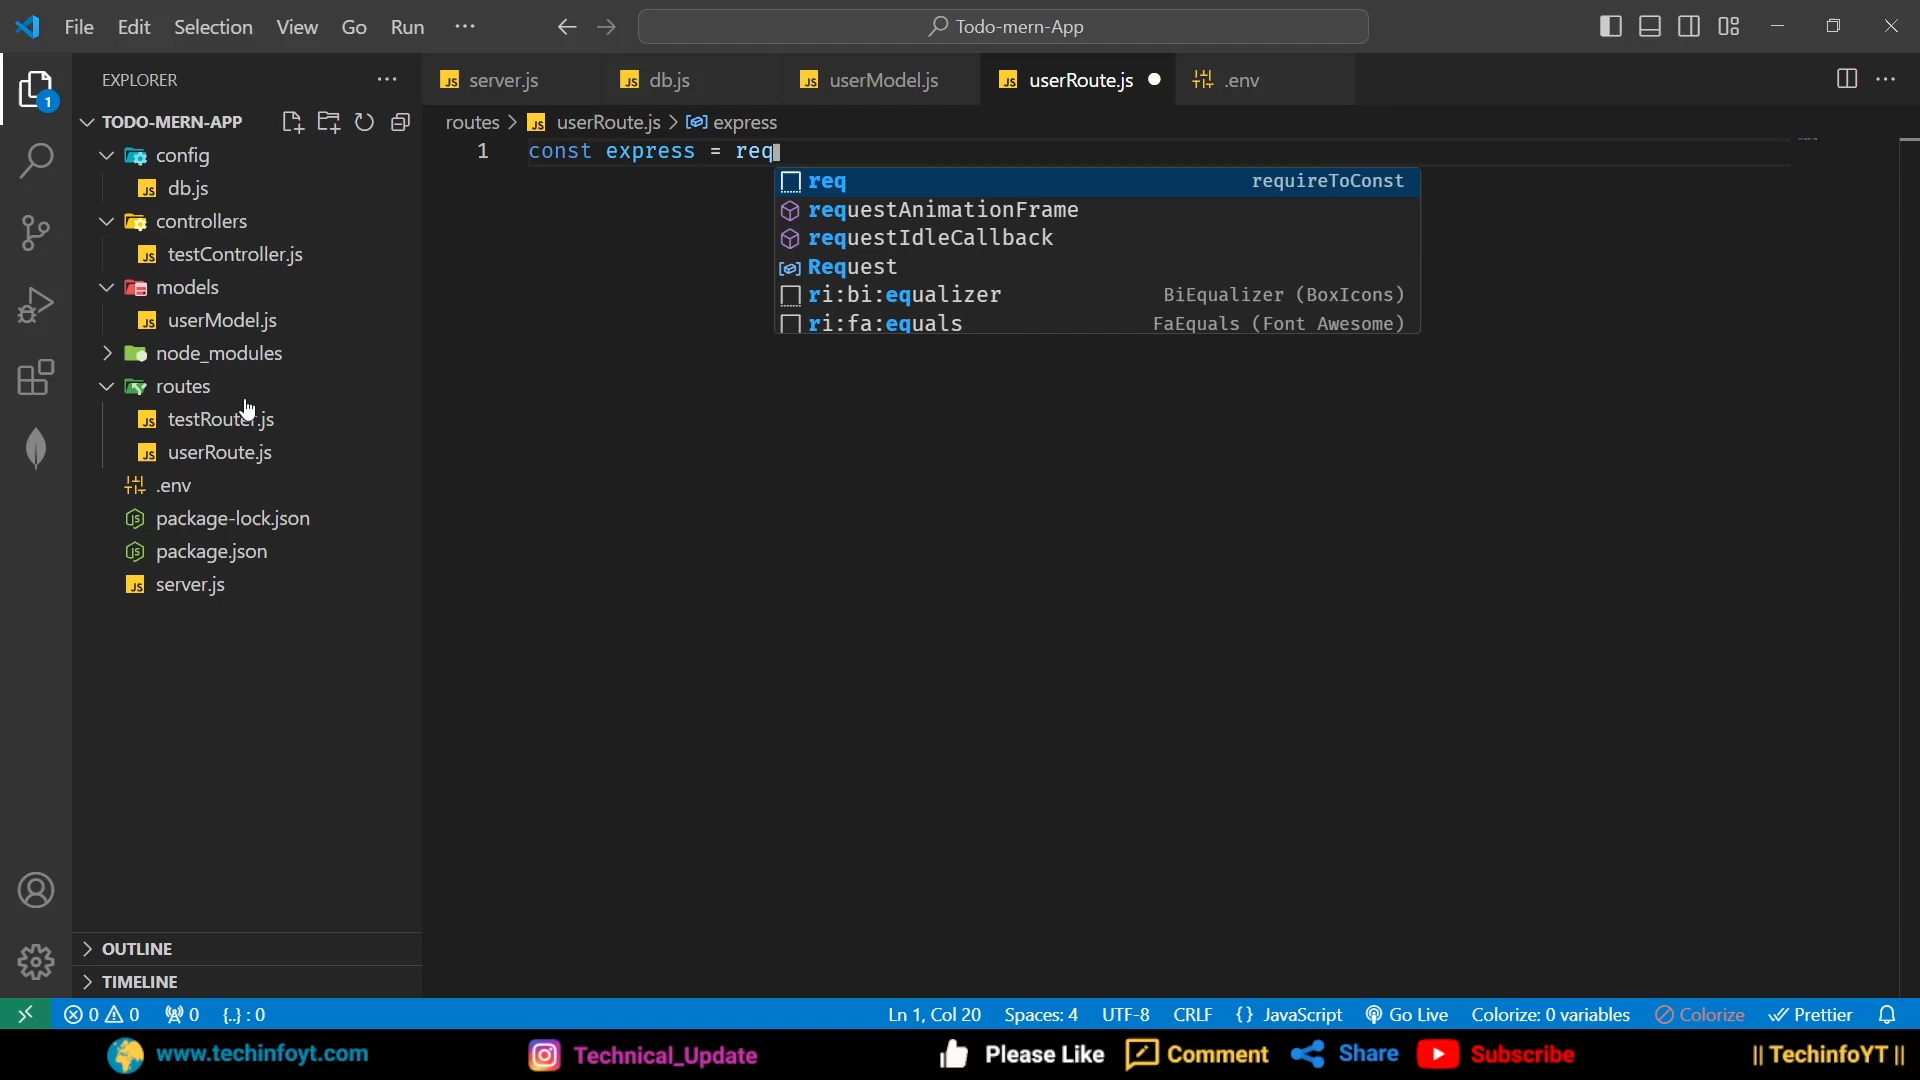 File Edit Selection View Go Run ··· Todo-mern-App
EXPLORER ···
server.js db.js userModel.js userRoute.js .env
1
TODO-MERN-APP
routes > userRoute.js > express
config
1 const express = req
db.js
req requireToConst
requestAnimationFrame
controllers
requestIdleCallback
testController.js
Request
models
ri:bi:equalizer BiEqualizer (BoxIcons)
userModel.js
ri:fa:equals FaEquals (Font Awesome)
node_modules
routes
testRouter.js
userRoute.js
.env
package-lock.json
package.json
server.js
OUTLINE
TIMELINE
0 0 0 {..} : 0 Ln 1, Col 20 Spaces: 4 UTF-8 CRLF {} JavaScript Go Live Colorize: 0 variables Colorize Prettier
www.techinfoyt.com Technical_Update Please Like Comment Share Subscribe || TechinfoYT ||